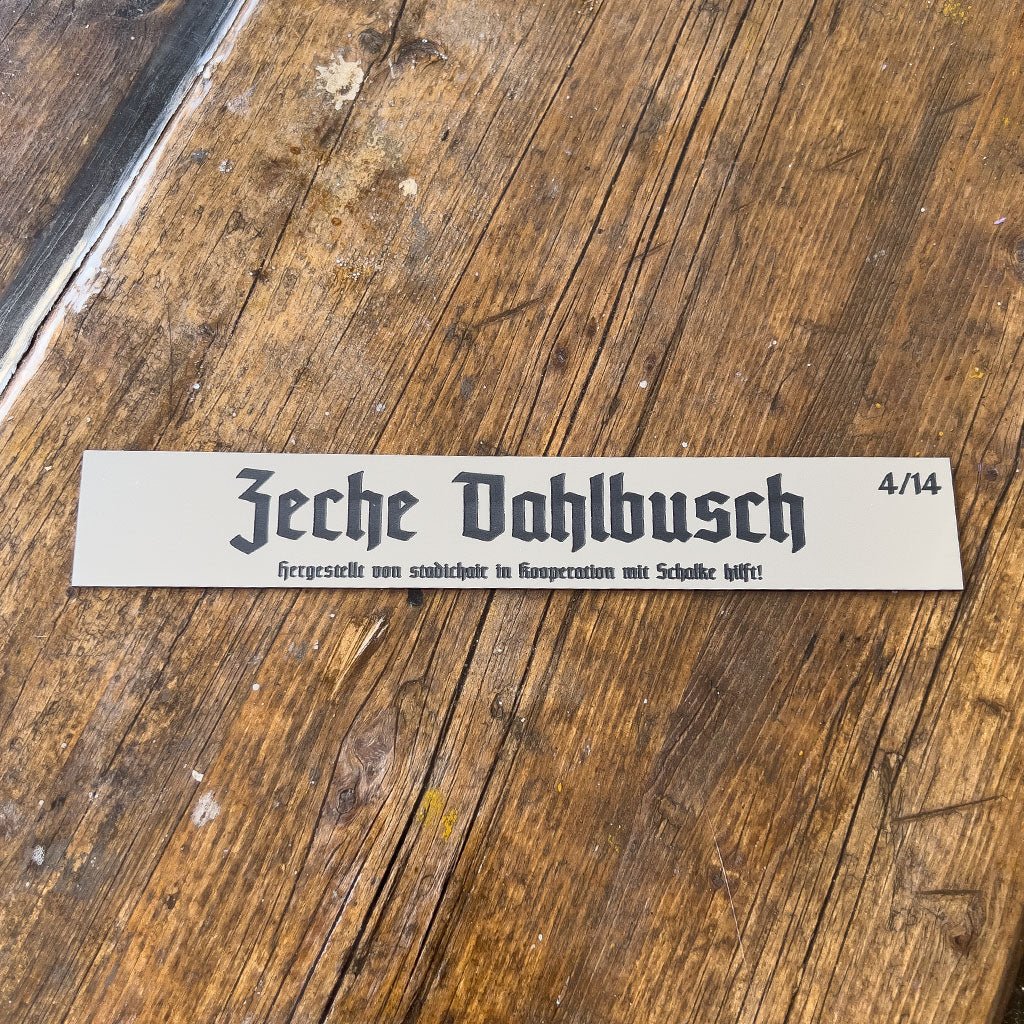 Zeche Dahlbusch
4/14
Hergestellt von stadichair in Kooperation mit Schalke hilft!